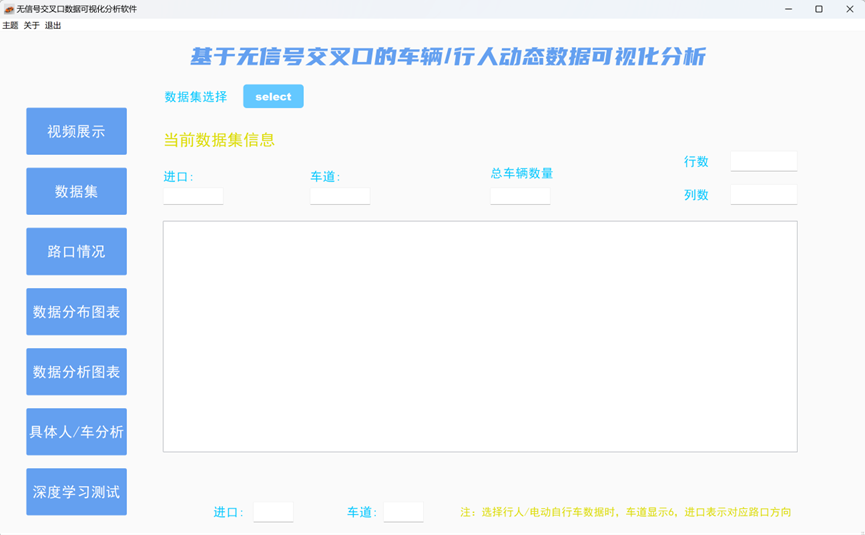 无信号交叉口数据可视化分析软件
主题 关于 退出
基于无信号交叉口的车辆/行人动态数据可视化分析
数据集选择 select
当前数据集信息
进口: 车道: 总车辆数量 行数
列数
视频展示
数据集
路口情况
数据分布图表
数据分析图表
具体人/车分析
深度学习测试
进口: 车道: 注：选择行人/电动自行车数据时，车道显示6，进口表示对应路口方向